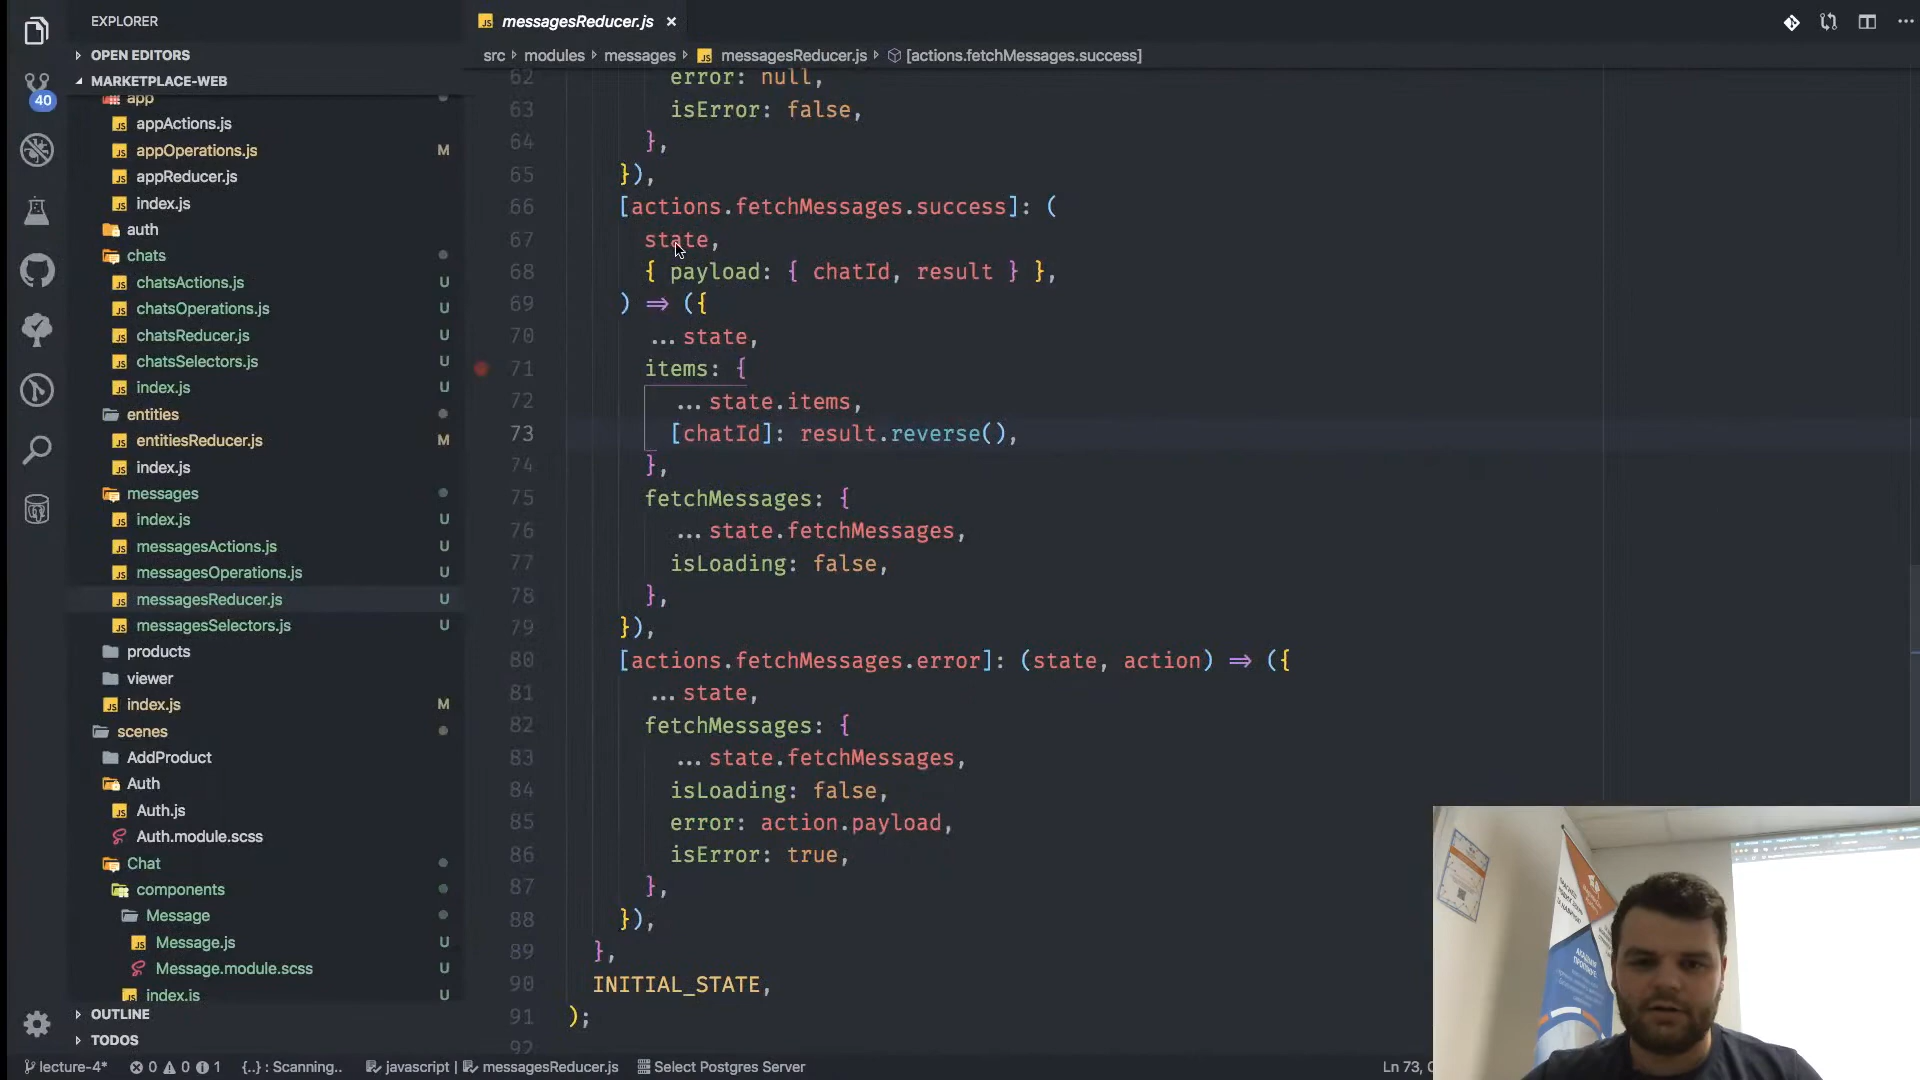 EXPLORER
OPEN EDITORS
MARKETPLACE-WEB
app
appActions.js
appOperations.js M
appReducer.js
index.js
auth
chats
chatsActions.js U
chatsOperations.js U
chatsReducer.js U
chatsSelectors.js U
index.js U
entities
entitiesReducer.js M
index.js
messages
index.js U
messagesActions.js U
messagesOperations.js U
messagesReducer.js U
messagesSelectors.js U
products
viewer
index.js M
scenes
AddProduct
Auth
Auth.js
Auth.module.scss
Chat
components
Message
Message.js U
Message.module.scss U
index.js U
OUTLINE
TODOS
40
messagesReducer.js ×
src › modules › messages › messagesReducer.js › [actions.fetchMessages.success]
62 error: null,
63 isError: false,
64 },
65 }),
66 [actions.fetchMessages.success]: (
67 state,
68 { payload: { chatId, result } },
69 ) => ({
70 ...state,
71 items: {
72 ...state.items,
73 [chatId]: result.reverse(),
74 },
75 fetchMessages: {
76 ...state.fetchMessages,
77 isLoading: false,
78 },
79 }),
80 [actions.fetchMessages.error]: (state, action) => ({
81 ...state,
82 fetchMessages: {
83 ...state.fetchMessages,
84 isLoading: false,
85 error: action.payload,
86 isError: true,
87 },
88 }),
89 },
90 INITIAL_STATE,
91 );
92
lecture-4* 0 0 1 {..} : Scanning.. javascript | messagesReducer.js Select Postgres Server Ln 73, C